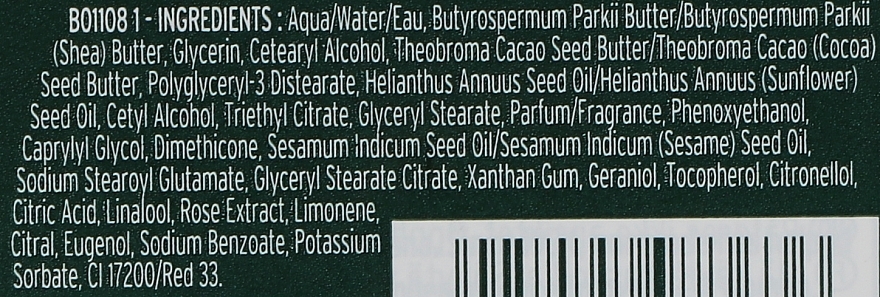 B011081 - INGREDIENTS : Aqua/Water/Eau, Butyrospermum Parkii Butter/Butyrospermum Parkii
(Shea) Butter, Glycerin, Cetearyl Alcohol, Theobroma Cacao Seed Butter/Theobroma Cacao (Cocoa)
Seed Butter, Polyglyceryl-3 Distearate, Helianthus Annuus Seed Oil/Helianthus Annuus (Sunflower)
Seed Oil, Cetyl Alcohol, Triethyl Citrate, Glyceryl Stearate, Parfum/Fragrance, Phenoxyethanol,
Caprylyl Glycol, Dimethicone, Sesamum Indicum Seed Oil/Sesamum Indicum (Sesame) Seed Oil,
Sodium Stearoyl Glutamate, Glyceryl Stearate Citrate, Xanthan Gum, Geraniol, Tocopherol, Citronellol,
Citric Acid, Linalool, Rose Extract, Limonene,
Citral, Eugenol, Sodium Benzoate, Potassium
Sorbate, CI 17200/Red 33.